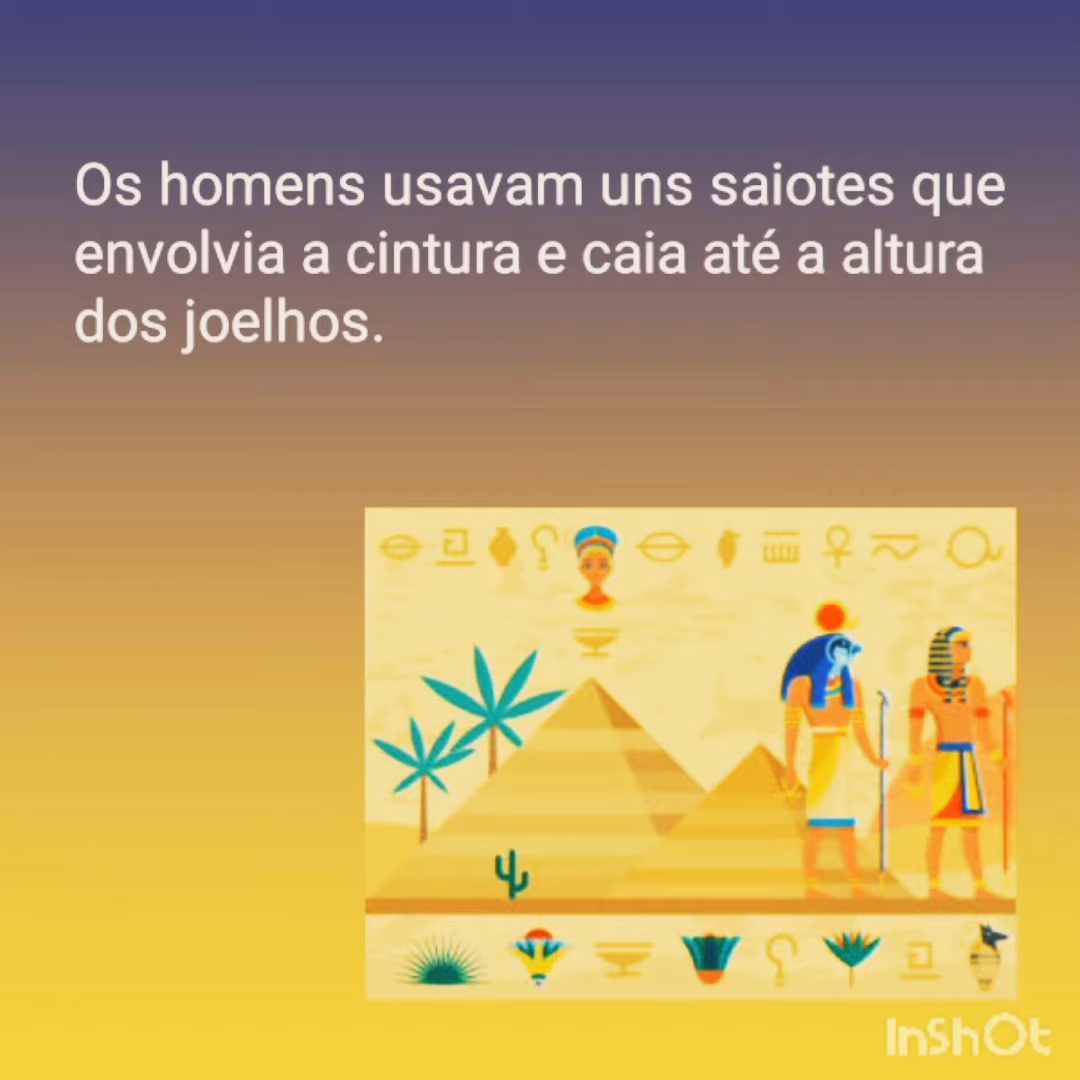 Os homens usavam uns saiotes que
envolvia a cintura e caia até a altura
dos joelhos.
InShOt